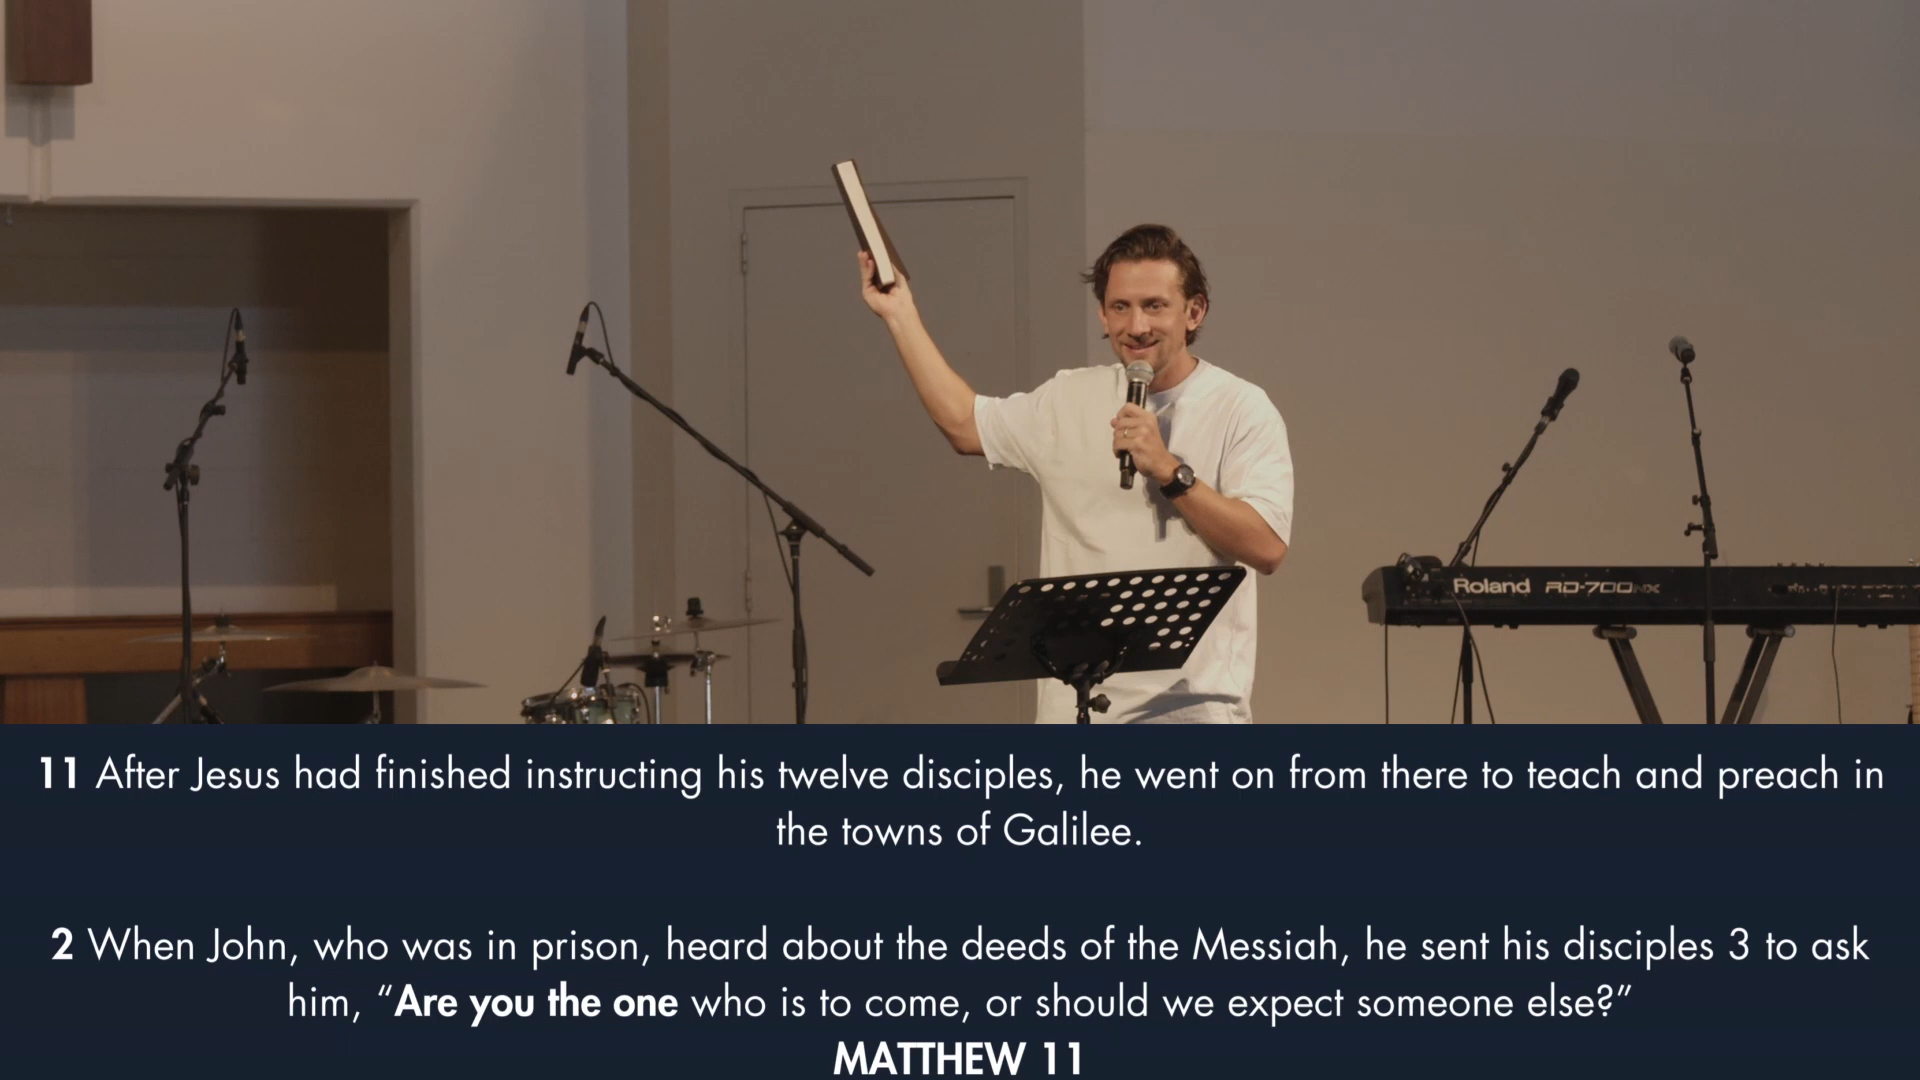 Roland RD-700NX
11 After Jesus had finished instructing his twelve disciples, he went on from there to teach and preach in
the towns of Galilee.
2 When John, who was in prison, heard about the deeds of the Messiah, he sent his disciples 3 to ask
him, “Are you the one who is to come, or should we expect someone else?”
MATTHEW 11